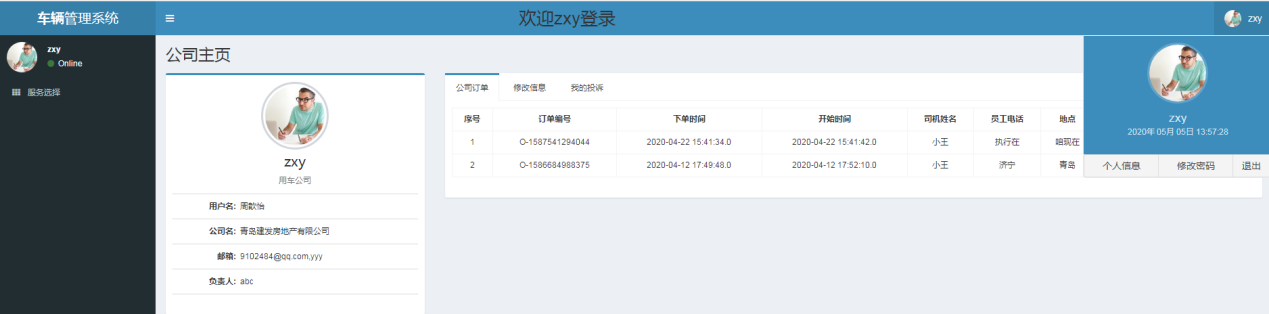 车辆管理系统
欢迎zxy登录
zxy
zxy
Online
服务选择
公司主页
zxy
用车公司
用户名: 周歆怡
公司名: 青岛建发房地产有限公司
邮箱: 9102484@qq.com,yyy
负责人: abc
公司订单 修改信息 我的投诉
序号 订单编号 下单时间 开始时间 司机姓名 员工电话 地点
1 O-1587541294044 2020-04-22 15:41:34.0 2020-04-22 15:41:42.0 小王 执行在 哈现在
2 O-1586684988375 2020-04-12 17:49:48.0 2020-04-12 17:52:10.0 小王 济宁 青岛
zxy
2020年 05月 05日 13:57:28
个人信息 修改密码 退出